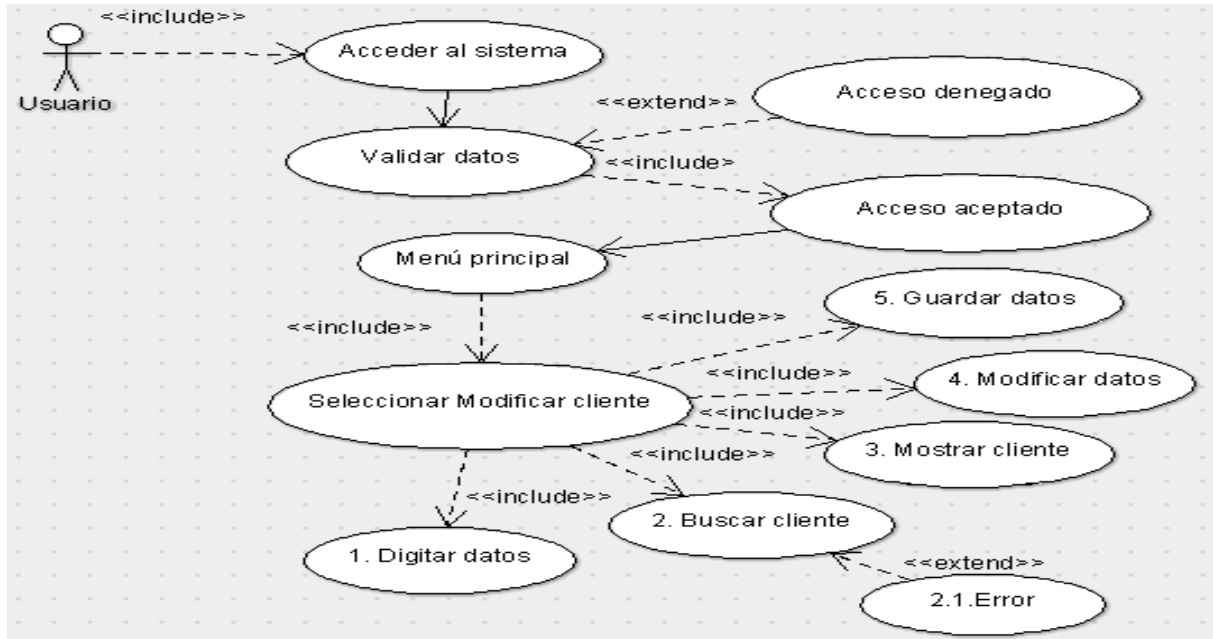 <<include>>
Acceder al sistema
Usuario
<<extend>>
Acceso denegado
Validar datos
<<include>
Acceso aceptado
Menú principal
5. Guardar datos
<<include>>
<<include>>
<<include>>
4. Modificar datos
Seleccionar Modificar cliente
<<include>>
3. Mostrar cliente
<<include>>
<<include>>
2. Buscar cliente
1. Digitar datos
<<extend>>
2.1.Error